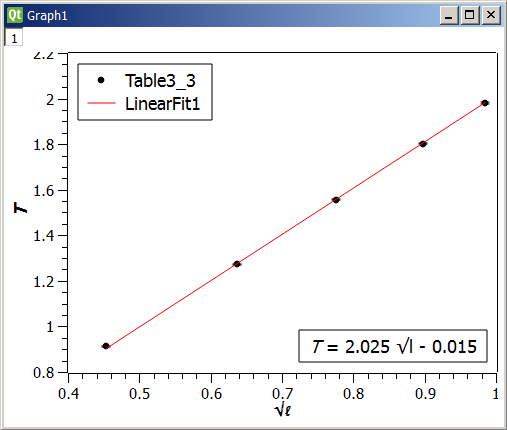 Qt Graph1
1
2.2
Table3_3
LinearFit1
2
1.8
1.6
T
1.4
1.2
1
T = 2.025 √l - 0.015
0.8
0.4 0.5 0.6 0.7 0.8 0.9 1
√ℓ